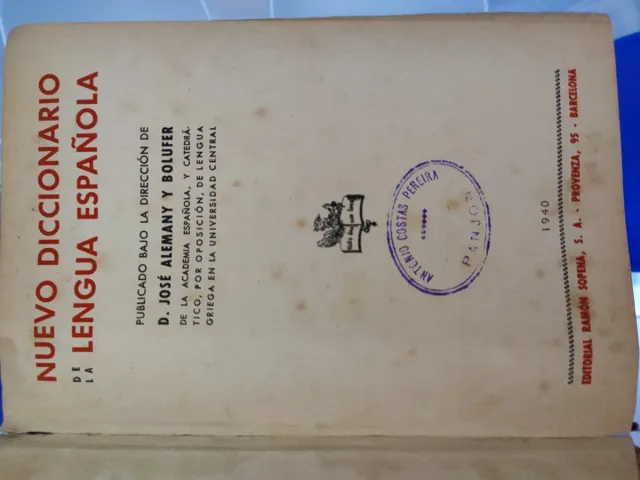 NUEVO DICCIONARIO
DE LA LENGUA ESPAÑOLA
PUBLICADO BAJO LA DIRECCIÓN DE
D. JOSÉ ALEMANY Y BOLUFER
DE LA ACADEMIA ESPAÑOLA, Y CATEDRÁ-
TICO, POR OPOSICIÓN, DE LENGUA
GRIEGA EN LA UNIVERSIDAD CENTRAL
ANTONIO COSTAS PEREIRA
PANJON
1940
EDITORIAL RAMÓN SOPENA, S. A. - PROVENZA, 95 - BARCELONA